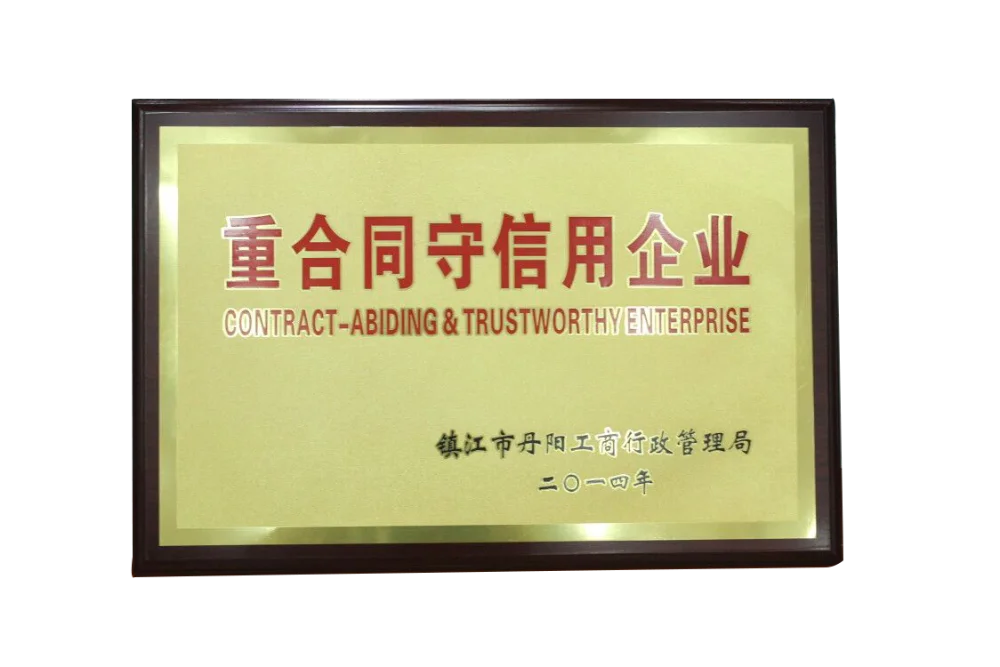 重合同守信用企业
CONTRACT-ABIDING & TRUSTWORTHY ENTERPRISE
镇江市丹阳工商行政管理局
二〇一四年